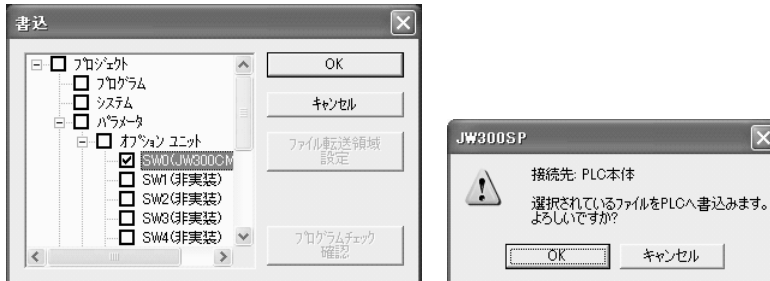 書込
プロジェクト
プログラム
システム
パラメータ
オプション ユニット
SW0(JW300CM
SW1(非実装)
SW2(非実装)
SW3(非実装)
SW4(非実装)
OK
キャンセル
ファイル転送領域
設定
プログラムチェック
確認
JW300SP
接続先: PLC本体
選択されているファイルをPLCへ書込みます。
よろしいですか?
OK
キャンセル